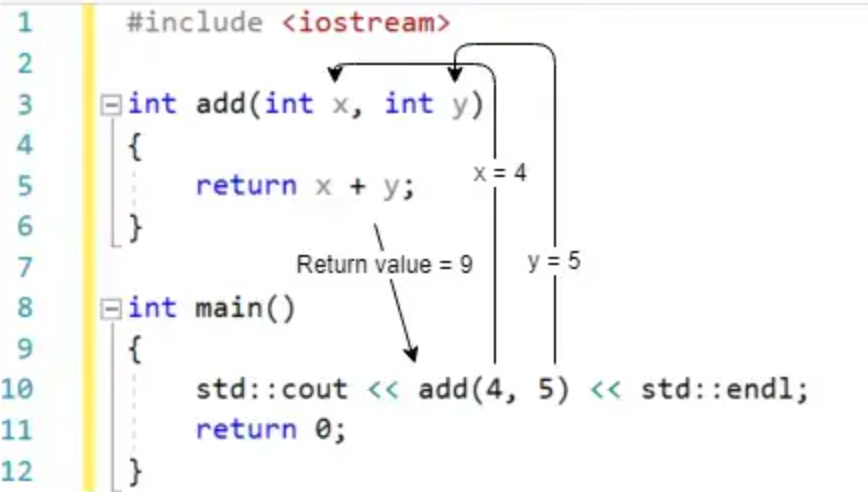 1 #include <iostream>
2
3 int add(int x, int y)
4 {
5 return x + y; x = 4
6 }
7 Return value = 9 y = 5
8 int main()
9 {
10 std::cout << add(4, 5) << std::endl;
11 return 0;
12 }